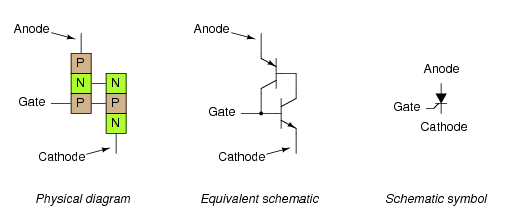 Anode
P
N N
Gate P P
N
Cathode
Physical diagram
Anode
Gate
Cathode
Equivalent schematic
Anode
Gate
Cathode
Schematic symbol